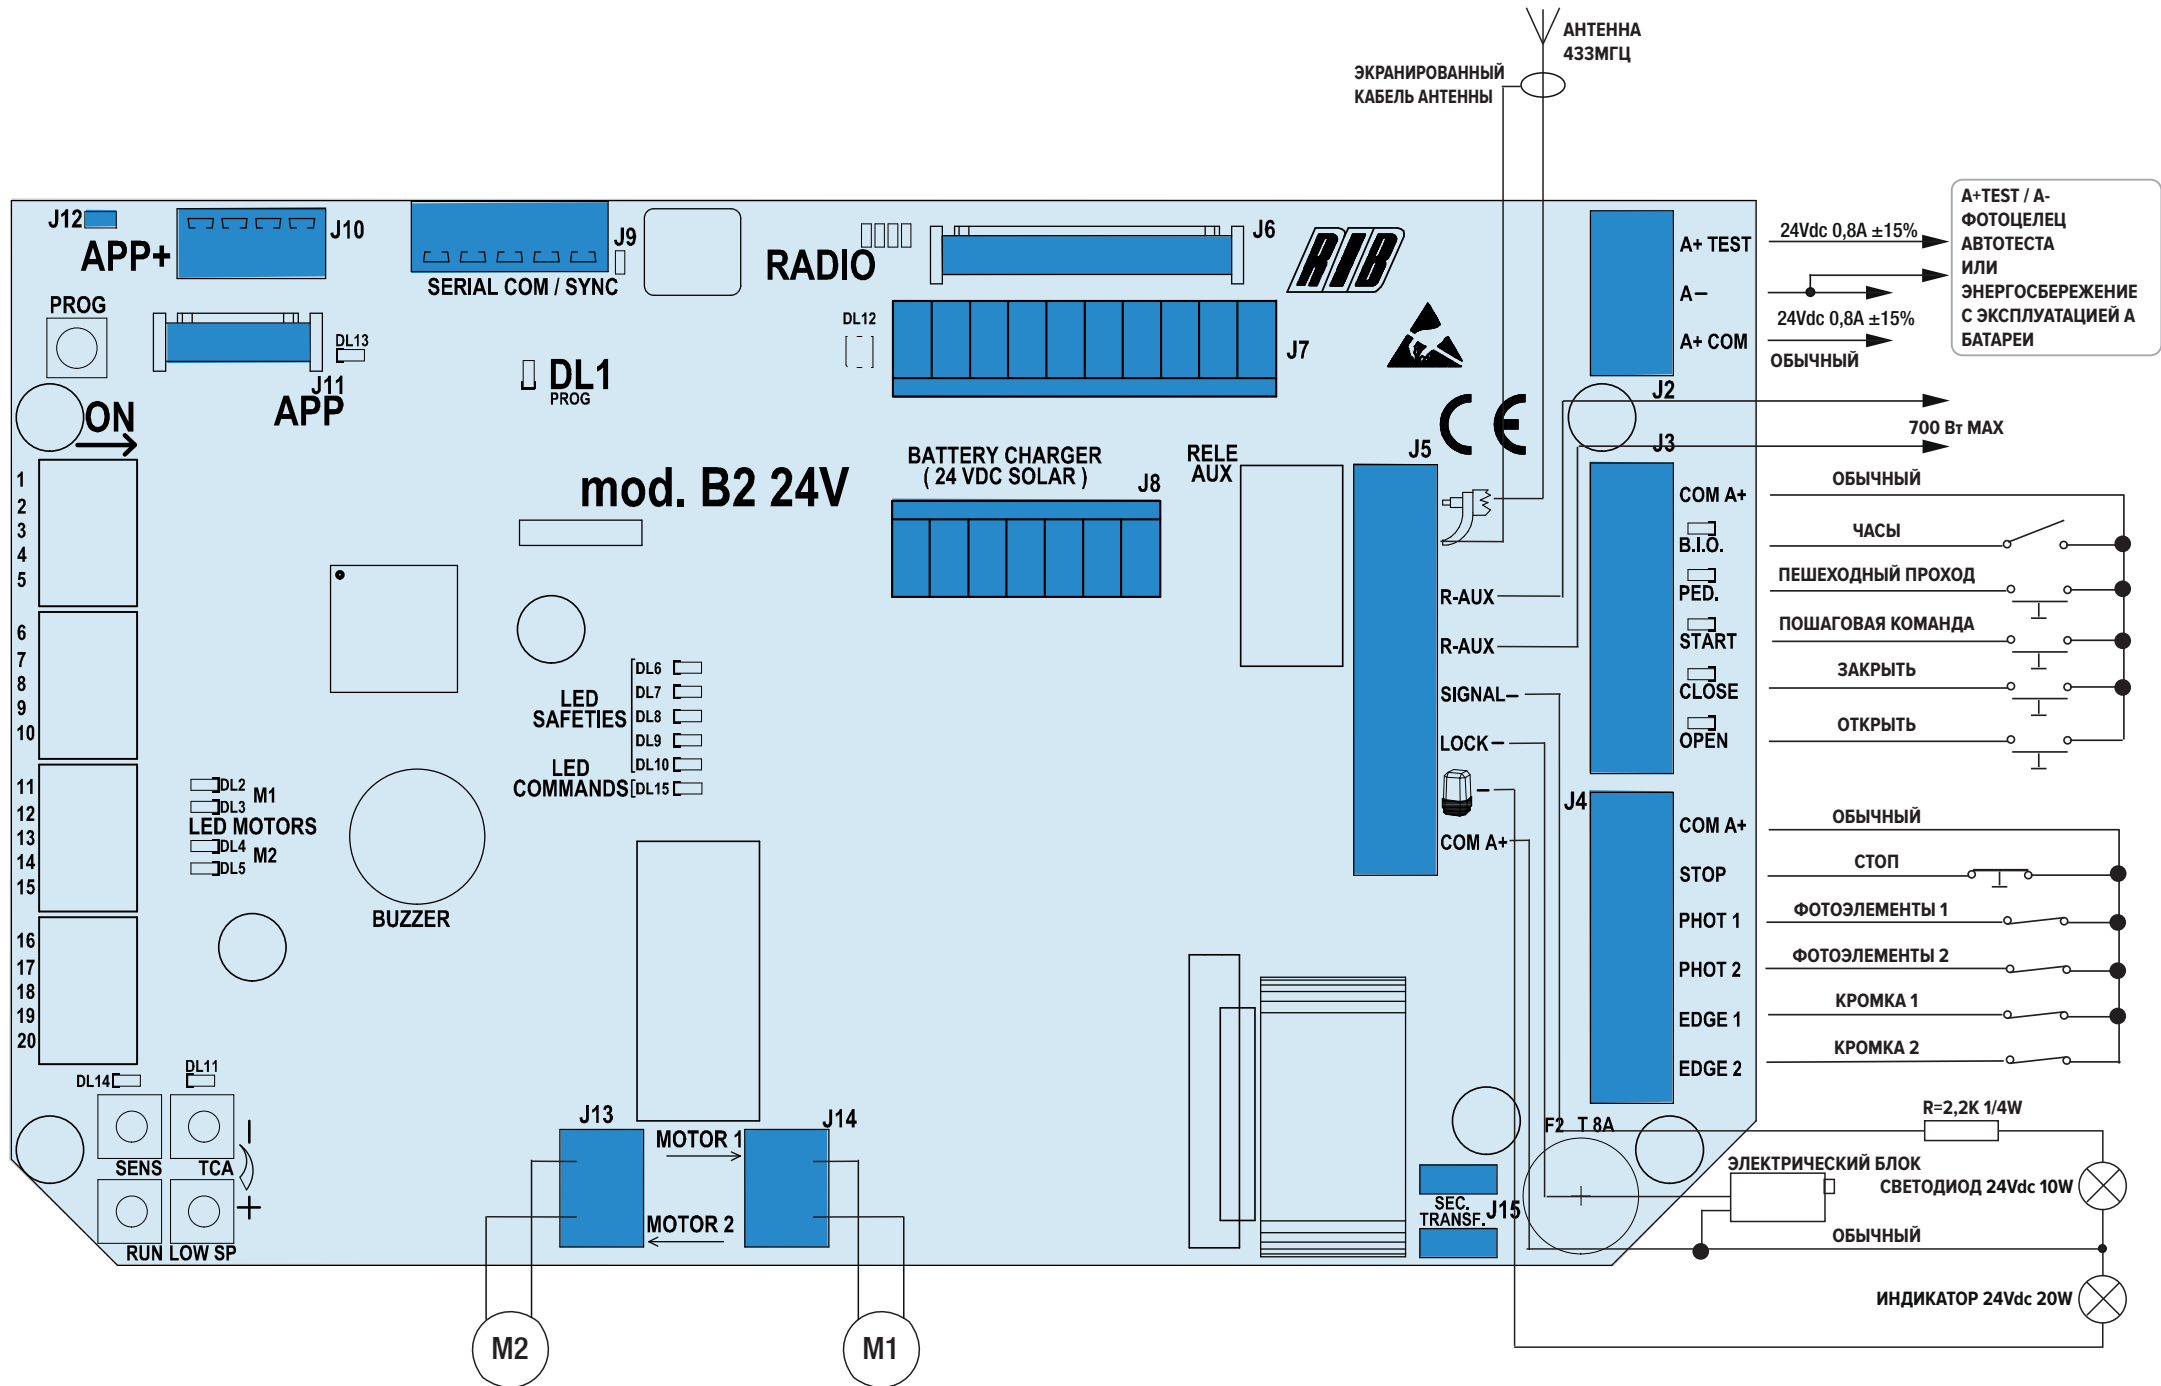 АНТЕННА
433МГЦ
ЭКРАНИРОВАННЫЙ
КАБЕЛЬ АНТЕННЫ
J12
APP+
J10
SERIAL COM / SYNC
J9
RADIO
J6
RIB
A+ TEST
A–
A+ COM
24Vdc 0,8A ±15%
24Vdc 0,8A ±15%
ОБЫЧНЫЙ
A+TEST / A-
ФОТОЦЕЛЕЦ
АВТОТЕСТА
ИЛИ
ЭНЕРГОСБЕРЕЖЕНИЕ
С ЭКСПЛУАТАЦИЕЙ А
БАТАРЕИ
PROG
DL13
J11
APP
DL1
PROG
DL12
J7
CE
J2
700 Вт MAX
ON
1
2
3
4
5
6
7
8
9
10
11
12
13
14
15
16
17
18
19
20
mod. B2 24V
BATTERY CHARGER
( 24 VDC SOLAR )
J8
RELE
AUX
J5
R-AUX
R-AUX
SIGNAL–
LOCK –
–
COM A+
J3
COM A+
B.I.O.
PED.
START
CLOSE
OPEN
ОБЫЧНЫЙ
ЧАСЫ
ПЕШЕХОДНЫЙ ПРОХОД
ПОШАГОВАЯ КОМАНДА
ЗАКРЫТЬ
ОТКРЫТЬ
J4
COM A+
STOP
PHOT 1
PHOT 2
EDGE 1
EDGE 2
ОБЫЧНЫЙ
СТОП
ФОТОЭЛЕМЕНТЫ 1
ФОТОЭЛЕМЕНТЫ 2
КРОМКА 1
КРОМКА 2
LED
SAFETIES
DL6
DL7
DL8
DL9
DL10
LED
COMMANDS
DL15
DL2
M1
DL3
LED MOTORS
DL4
M2
DL5
BUZZER
DL14
DL11
SENS
TCA
–
+
RUN
LOW SP
J13
MOTOR 1
J14
MOTOR 2
M2
M1
SEC.
TRANSF.
J15
F2 T 8A
R=2,2K 1/4W
ЭЛЕКТРИЧЕСКИЙ БЛОК
СВЕТОДИОД 24Vdc 10W
ОБЫЧНЫЙ
ИНДИКАТОР 24Vdc 20W